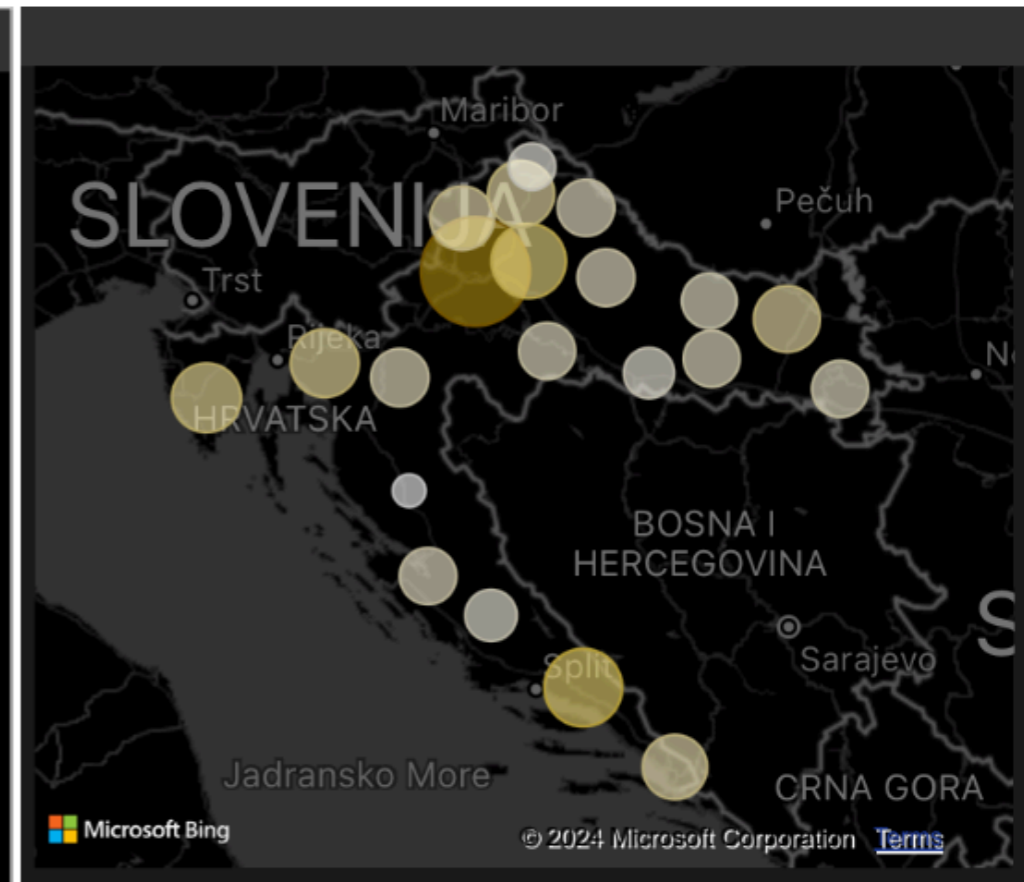 Maribor
SLOVENIJA
Pečuh
Trst
Rijeka
HRVATSKA
BOSNA I
HERCEGOVINA
Split
Sarajevo
Jadransko More
CRNA GORA
Microsoft Bing
© 2024 Microsoft Corporation Terms